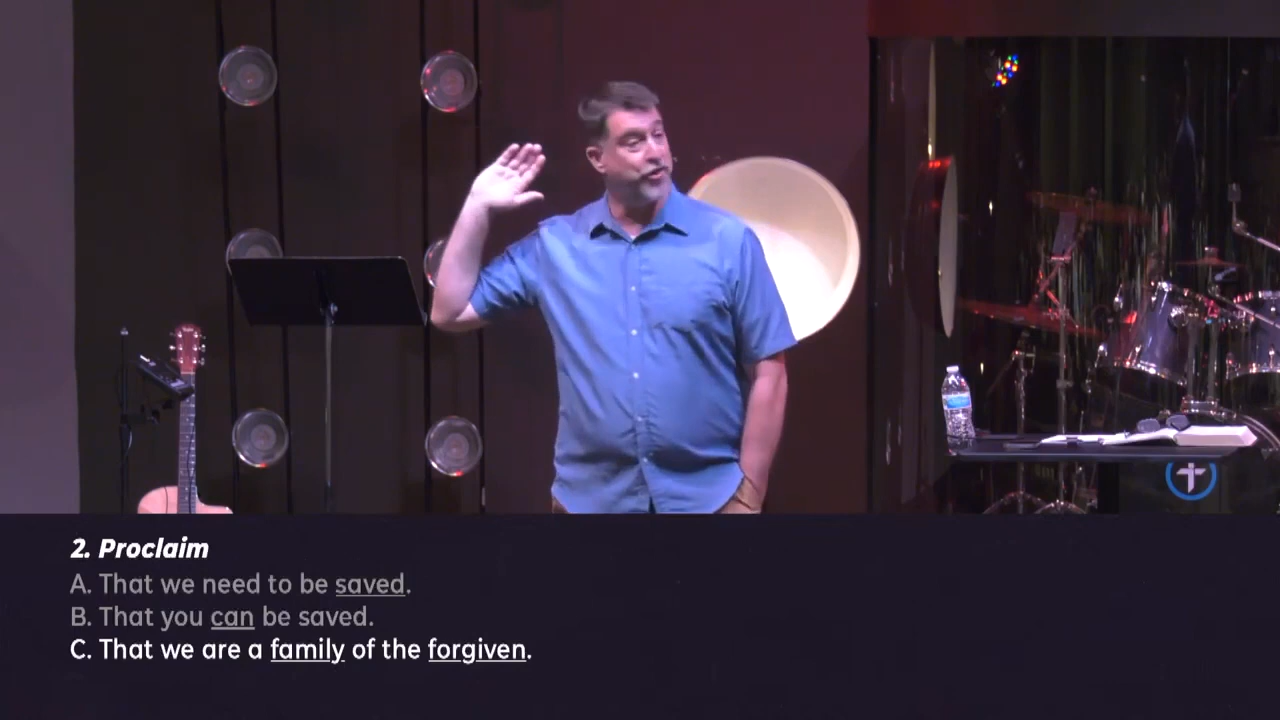 2. Proclaim
A. That we need to be saved.
B. That you can be saved.
C. That we are a family of the forgiven.